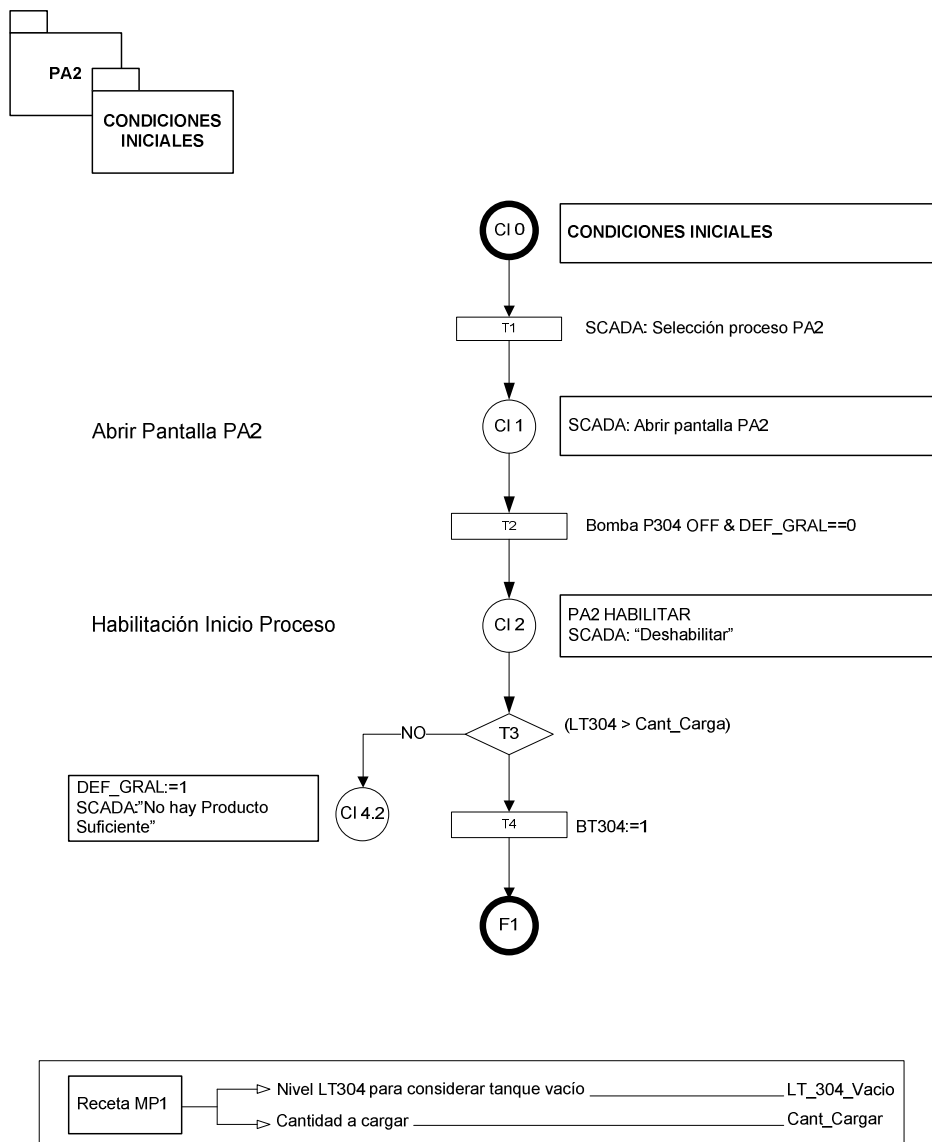 PA2
CONDICIONES
INICIALES
CI 0
CONDICIONES INICIALES
T1
SCADA: Selección proceso PA2
Abrir Pantalla PA2
CI 1
SCADA: Abrir pantalla PA2
T2
Bomba P304 OFF & DEF_GRAL==0
Habilitación Inicio Proceso
CI 2
PA2 HABILITAR
SCADA: “Deshabilitar”
NO
T3
(LT304 > Cant_Carga)
DEF_GRAL:=1
SCADA:”No hay Producto
Suficiente”
CI 4.2
T4
BT304:=1
F1
Receta MP1
Nivel LT304 para considerar tanque vacío LT_304_Vacio
Cantidad a cargar Cant_Cargar